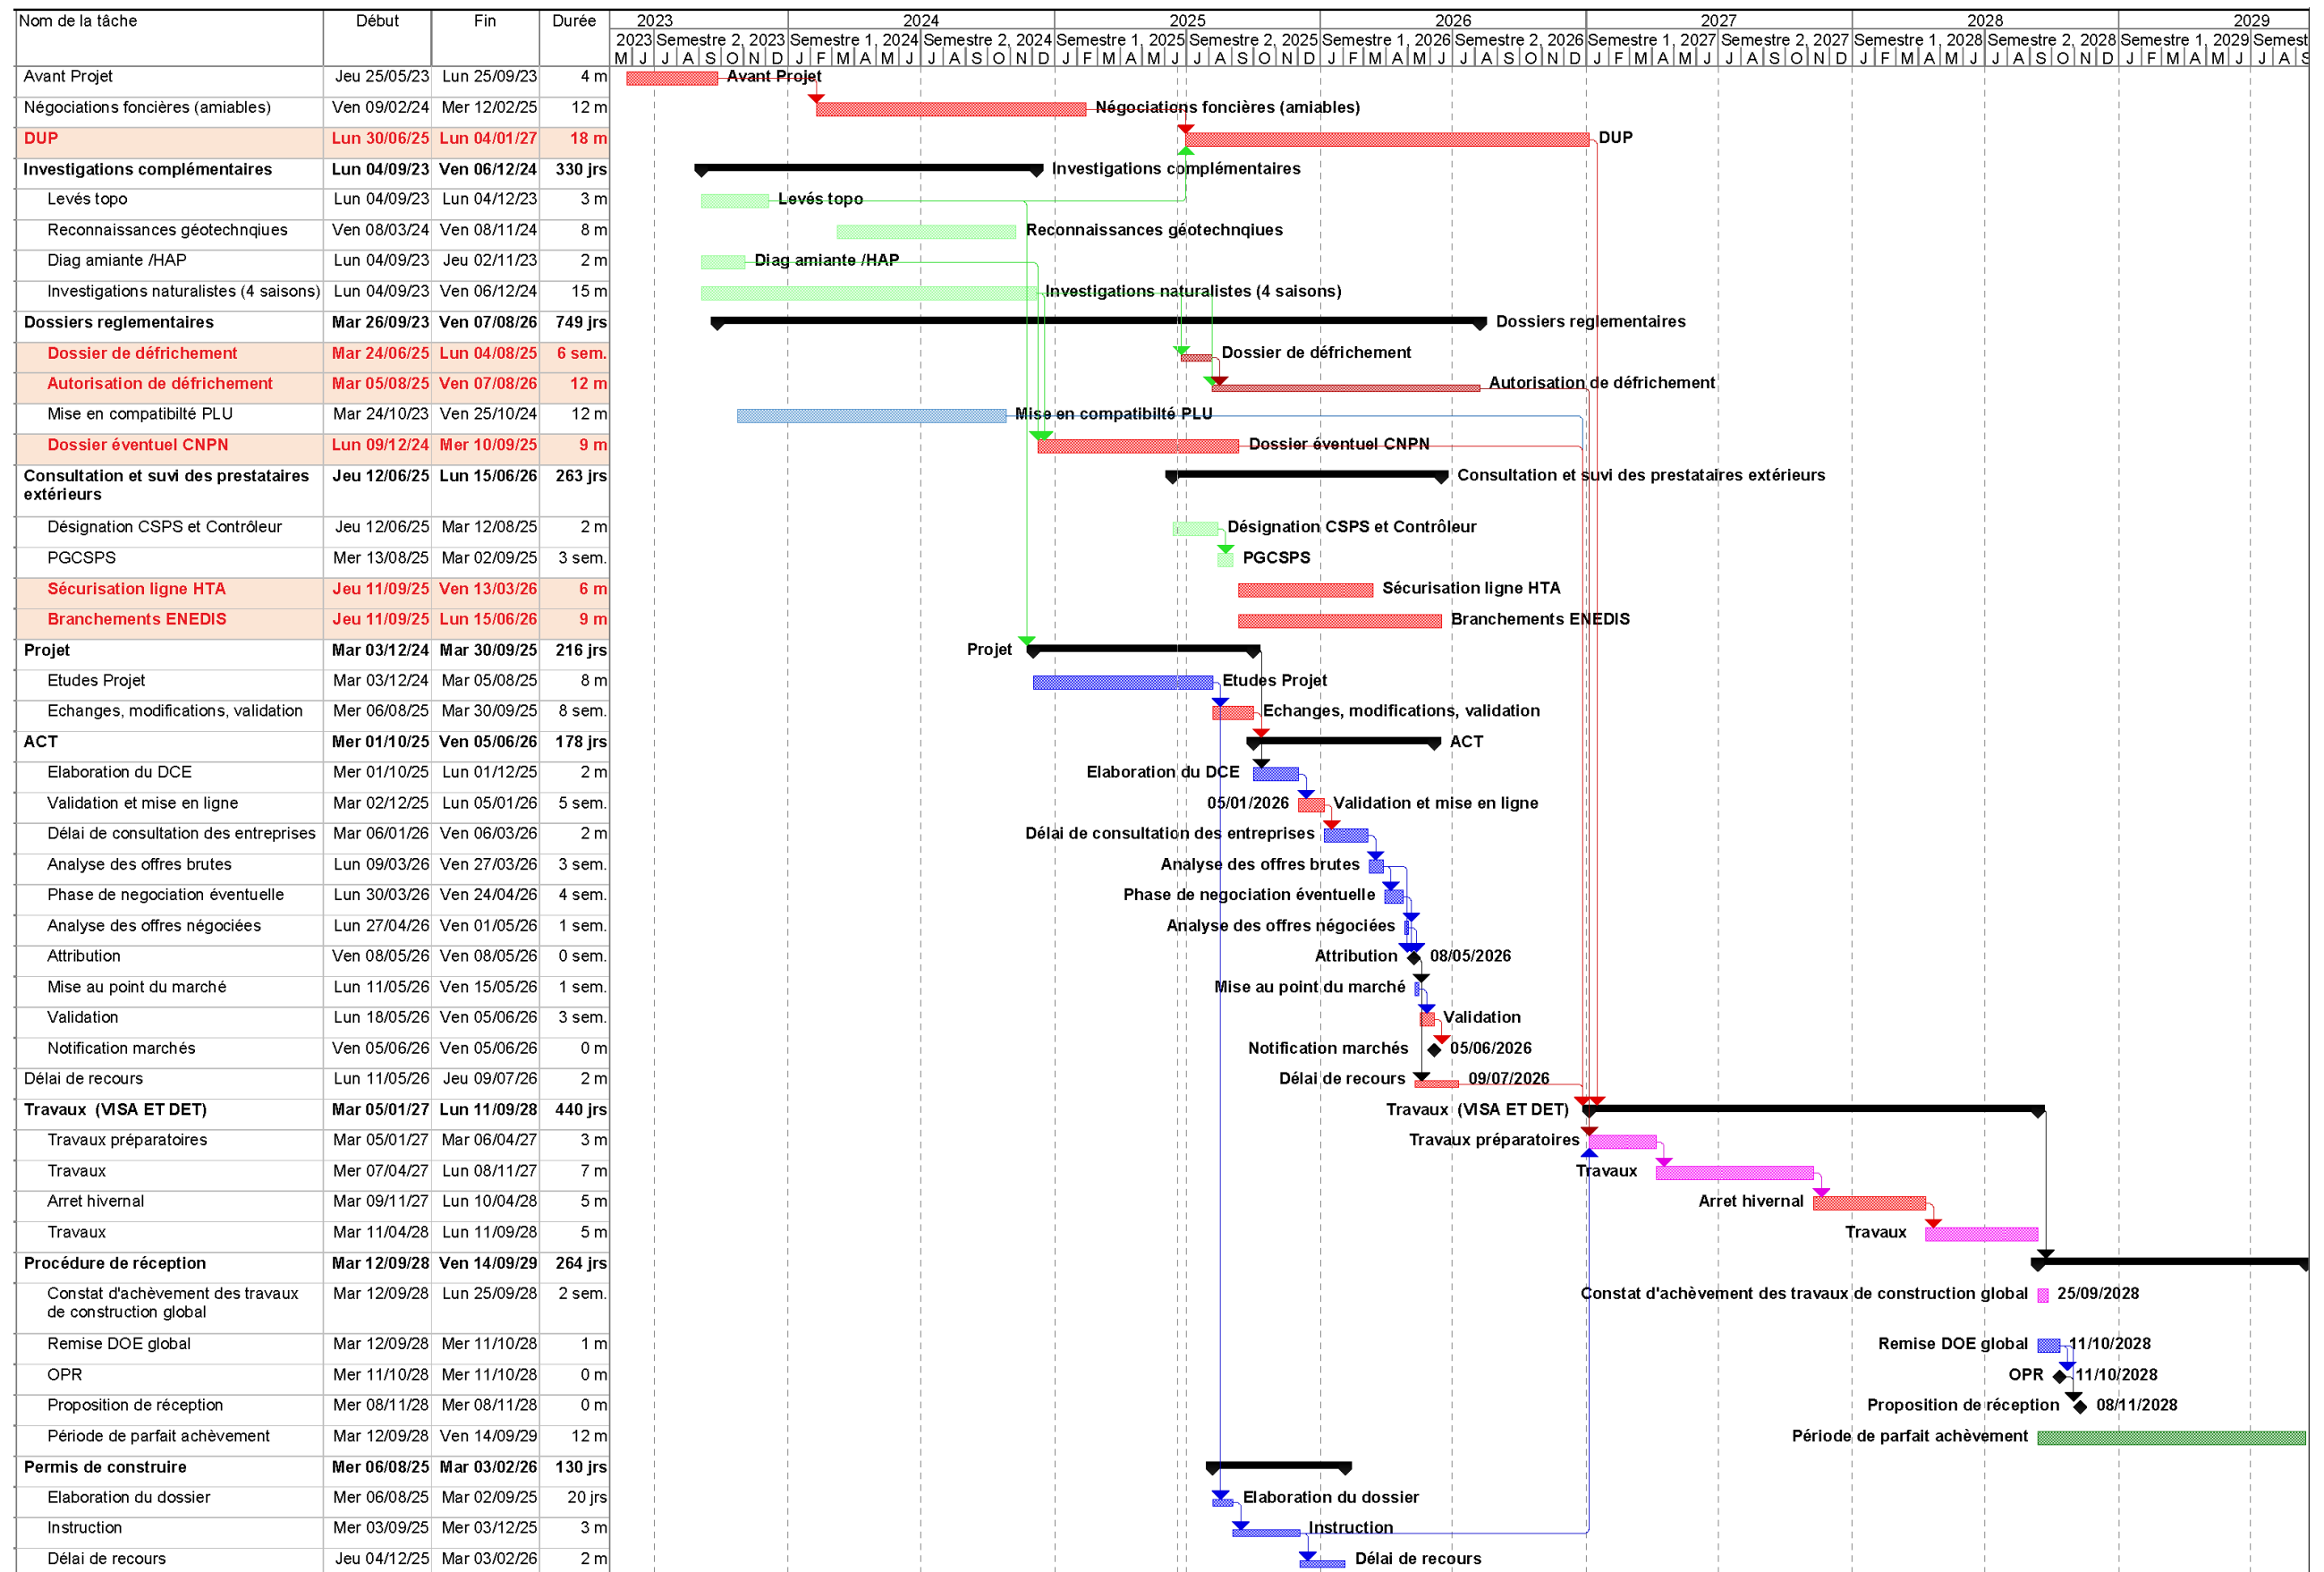 Nom de la tâche Début Fin Durée 2023 2024 2025 2026 2027 2028 2029
2023 Semestre 2, 2023 Semestre 1, 2024 Semestre 2, 2024 Semestre 1, 2025 Semestre 2, 2025 Semestre 1, 2026 Semestre 2, 2026 Semestre 1, 2027 Semestre 2, 2027 Semestre 1, 2028 Semestre 2, 2028 Semestre 1, 2029 Semest
M J J A S O N D J F M A M J J A S O N D J F M A M J J A S O N D J F M A M J J A S O N D J F M A M J J A S O N D J F M A M J J A S O N D J F M A M J J A S
Avant Projet Jeu 25/05/23 Lun 25/09/23 4 m Avant Projet
Négociations foncières (amiables) Ven 09/02/24 Mer 12/02/25 12 m Négociations foncières (amiables)
DUP Lun 30/06/25 Lun 04/01/27 18 m DUP
Investigations complémentaires Lun 04/09/23 Ven 06/12/24 330 jrs Investigations complémentaires
Levés topo Lun 04/09/23 Lun 04/12/23 3 m Levés topo
Reconnaissances géotechnqiues Ven 08/03/24 Ven 08/11/24 8 m Reconnaissances géotechnqiues
Diag amiante /HAP Lun 04/09/23 Jeu 02/11/23 2 m Diag amiante /HAP
Investigations naturalistes (4 saisons) Lun 04/09/23 Ven 06/12/24 15 m Investigations naturalistes (4 saisons)
Dossiers reglementaires Mar 26/09/23 Ven 07/08/26 749 jrs Dossiers reglementaires
Dossier de défrichement Mar 24/06/25 Lun 04/08/25 6 sem. Dossier de défrichement
Autorisation de défrichement Mar 05/08/25 Ven 07/08/26 12 m Autorisation de défrichement
Mise en compatibilté PLU Mar 24/10/23 Ven 25/10/24 12 m Mise en compatibilté PLU
Dossier éventuel CNPN Lun 09/12/24 Mer 10/09/25 9 m Dossier éventuel CNPN
Consultation et suvi des prestataires Jeu 12/06/25 Lun 15/06/26 263 jrs Consultation et suvi des prestataires extérieurs
extérieurs
Désignation CSPS et Contrôleur Jeu 12/06/25 Mar 12/08/25 2 m Désignation CSPS et Contrôleur
PGCSPS Mer 13/08/25 Mar 02/09/25 3 sem. PGCSPS
Sécurisation ligne HTA Jeu 11/09/25 Ven 13/03/26 6 m Sécurisation ligne HTA
Branchements ENEDIS Jeu 11/09/25 Lun 15/06/26 9 m Branchements ENEDIS
Projet Mar 03/12/24 Mar 30/09/25 216 jrs Projet
Etudes Projet Mar 03/12/24 Mar 05/08/25 8 m Etudes Projet
Echanges, modifications, validation Mer 06/08/25 Mar 30/09/25 8 sem. Echanges, modifications, validation
ACT Mer 01/10/25 Ven 05/06/26 178 jrs ACT
Elaboration du DCE Mer 01/10/25 Lun 01/12/25 2 m Elaboration du DCE
Validation et mise en ligne Mar 02/12/25 Lun 05/01/26 5 sem. 05/01/2026 Validation et mise en ligne
Délai de consultation des entreprises Mar 06/01/26 Ven 06/03/26 2 m Délai de consultation des entreprises
Analyse des offres brutes Lun 09/03/26 Ven 27/03/26 3 sem. Analyse des offres brutes
Phase de negociation éventuelle Lun 30/03/26 Ven 24/04/26 4 sem. Phase de negociation éventuelle
Analyse des offres négociées Lun 27/04/26 Ven 01/05/26 1 sem. Analyse des offres négociées
Attribution Ven 08/05/26 Ven 08/05/26 0 sem. Attribution 08/05/2026
Mise au point du marché Lun 11/05/26 Ven 15/05/26 1 sem. Mise au point du marché
Validation Lun 18/05/26 Ven 05/06/26 3 sem. Validation
Notification marchés Ven 05/06/26 Ven 05/06/26 0 m Notification marchés 05/06/2026
Délai de recours Lun 11/05/26 Jeu 09/07/26 2 m Délai de recours 09/07/2026
Travaux (VISA ET DET) Mar 05/01/27 Lun 11/09/28 440 jrs Travaux (VISA ET DET)
Travaux préparatoires Mar 05/01/27 Mar 06/04/27 3 m Travaux préparatoires
Travaux Mer 07/04/27 Lun 08/11/27 7 m Travaux
Arret hivernal Mar 09/11/27 Lun 10/04/28 5 m Arret hivernal
Travaux Mar 11/04/28 Lun 11/09/28 5 m Travaux
Procédure de réception Mar 12/09/28 Ven 14/09/29 264 jrs
Constat d'achèvement des travaux Mar 12/09/28 Lun 25/09/28 2 sem. Constat d'achèvement des travaux de construction global 25/09/2028
de construction global
Remise DOE global Mar 12/09/28 Mer 11/10/28 1 m Remise DOE global 11/10/2028
OPR Mer 11/10/28 Mer 11/10/28 0 m OPR 11/10/2028
Proposition de réception Mer 08/11/28 Mer 08/11/28 0 m Proposition de réception 08/11/2028
Période de parfait achèvement Mar 12/09/28 Ven 14/09/29 12 m Période de parfait achèvement
Permis de construire Mer 06/08/25 Mar 03/02/26 130 jrs
Elaboration du dossier Mer 06/08/25 Mar 02/09/25 20 jrs Elaboration du dossier
Instruction Mer 03/09/25 Mer 03/12/25 3 m Instruction
Délai de recours Jeu 04/12/25 Mar 03/02/26 2 m Délai de recours